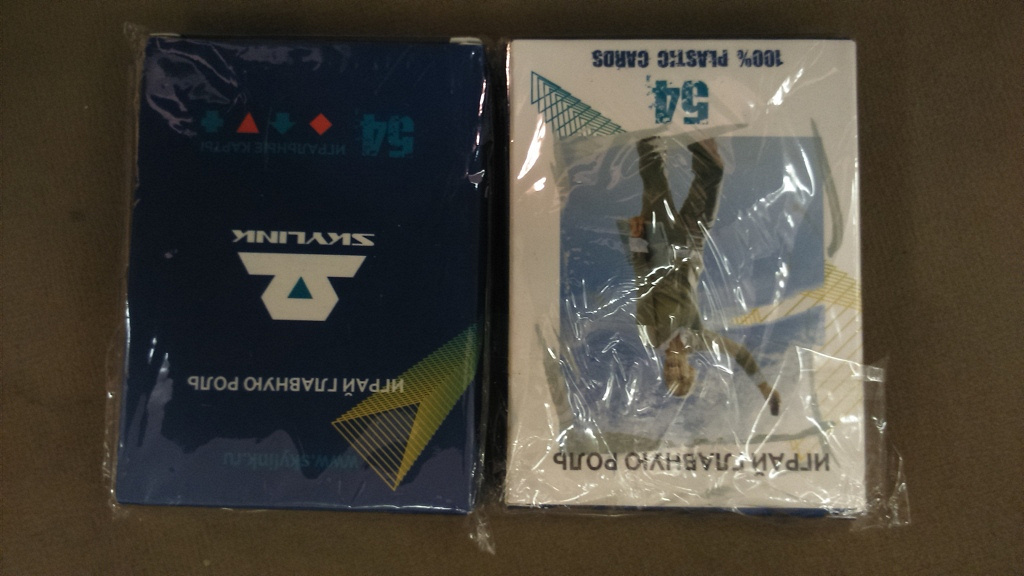 www.skylink.ru
ИГРАЙ ГЛАВНУЮ РОЛЬ
SKYLINK
54
ИГРАЛЬНЫЕ КАРТЫ
ИГРАЙ ГЛАВНУЮ РОЛЬ
54
100% PLASTIC CARDS